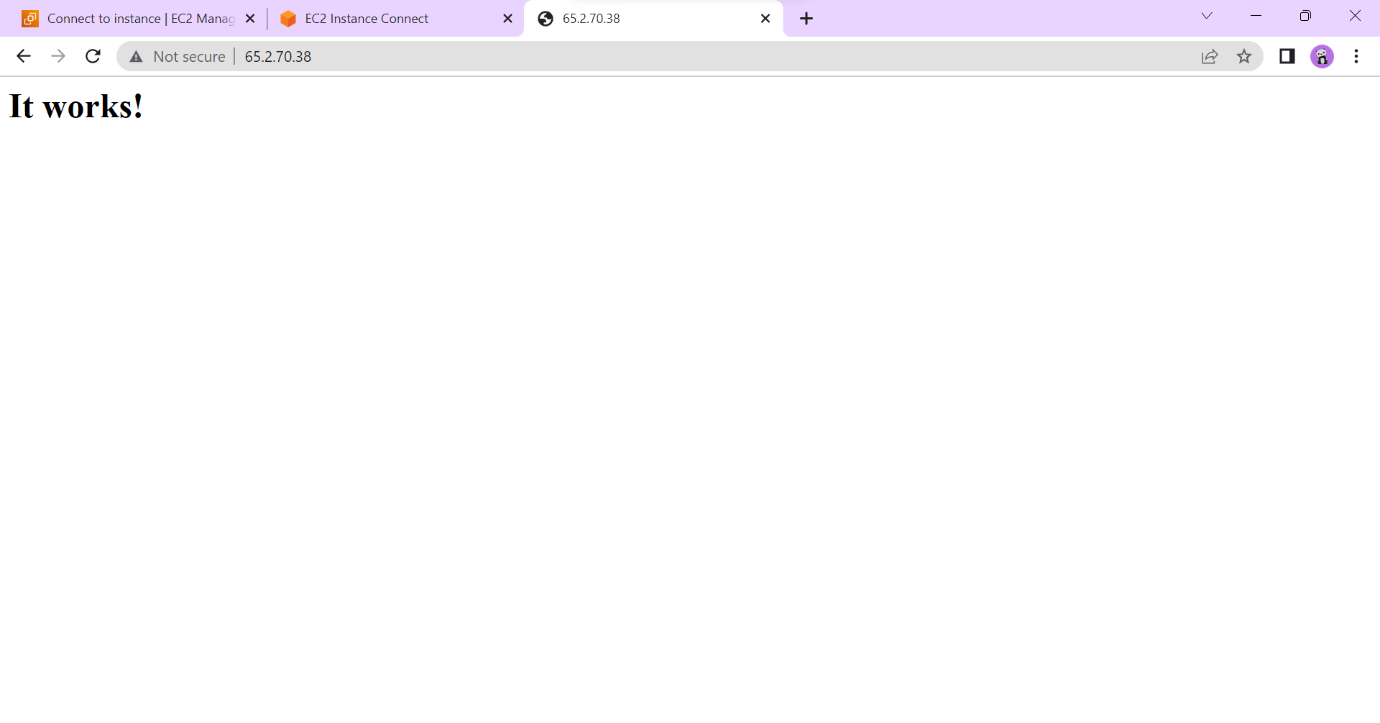 Connect to instance | EC2 Manag
EC2 Instance Connect
65.2.70.38
Not secure
65.2.70.38
It works!